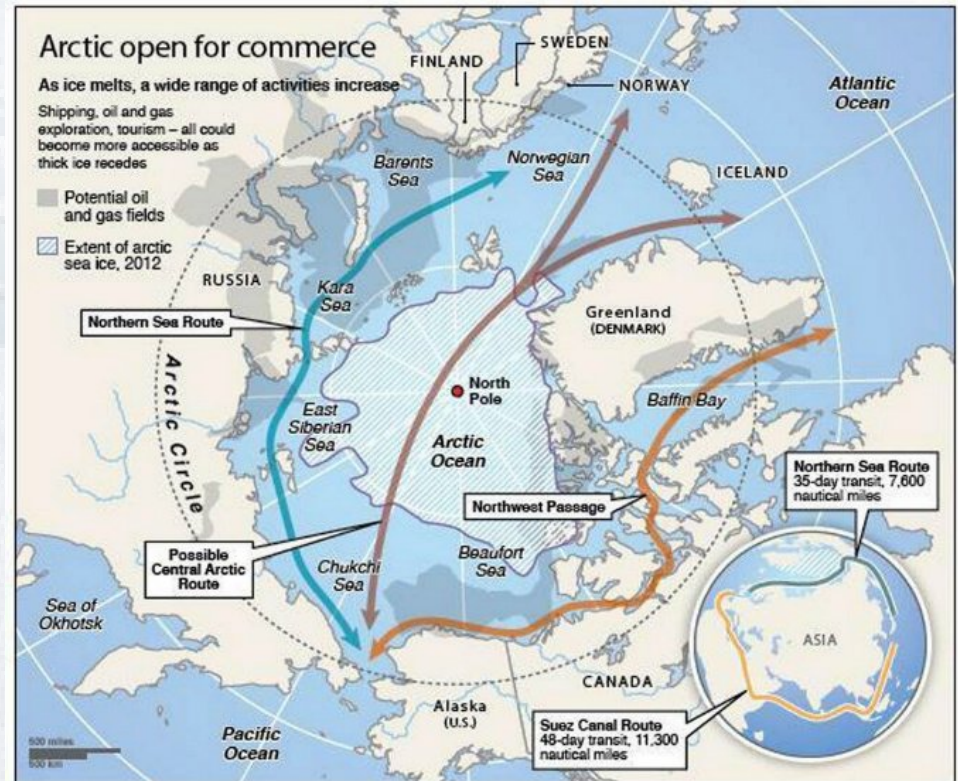 Arctic open for commerce
As ice melts, a wide range of activities increase
Shipping, oil and gas
exploration, tourism – all could
become more accessible as
thick ice recedes
Potential oil
and gas fields
Extent of arctic
sea ice, 2012
FINLAND
SWEDEN
NORWAY
Atlantic
Ocean
Barents
Sea
Norwegian
Sea
ICELAND
RUSSIA
Kara
Sea
Northern Sea Route
Greenland
(DENMARK)
Arctic Circle
North
Pole
Baffin Bay
East
Siberian
Sea
Arctic
Ocean
Northwest Passage
Northern Sea Route
35-day transit, 7,600
nautical miles
Possible
Central Arctic
Route
Chukchi
Sea
Beaufort
Sea
Sea of
Okhotsk
ASIA
CANADA
Alaska
(U.S.)
Suez Canal Route
48-day transit, 11,300
nautical miles
Pacific
Ocean
500 miles
500 km